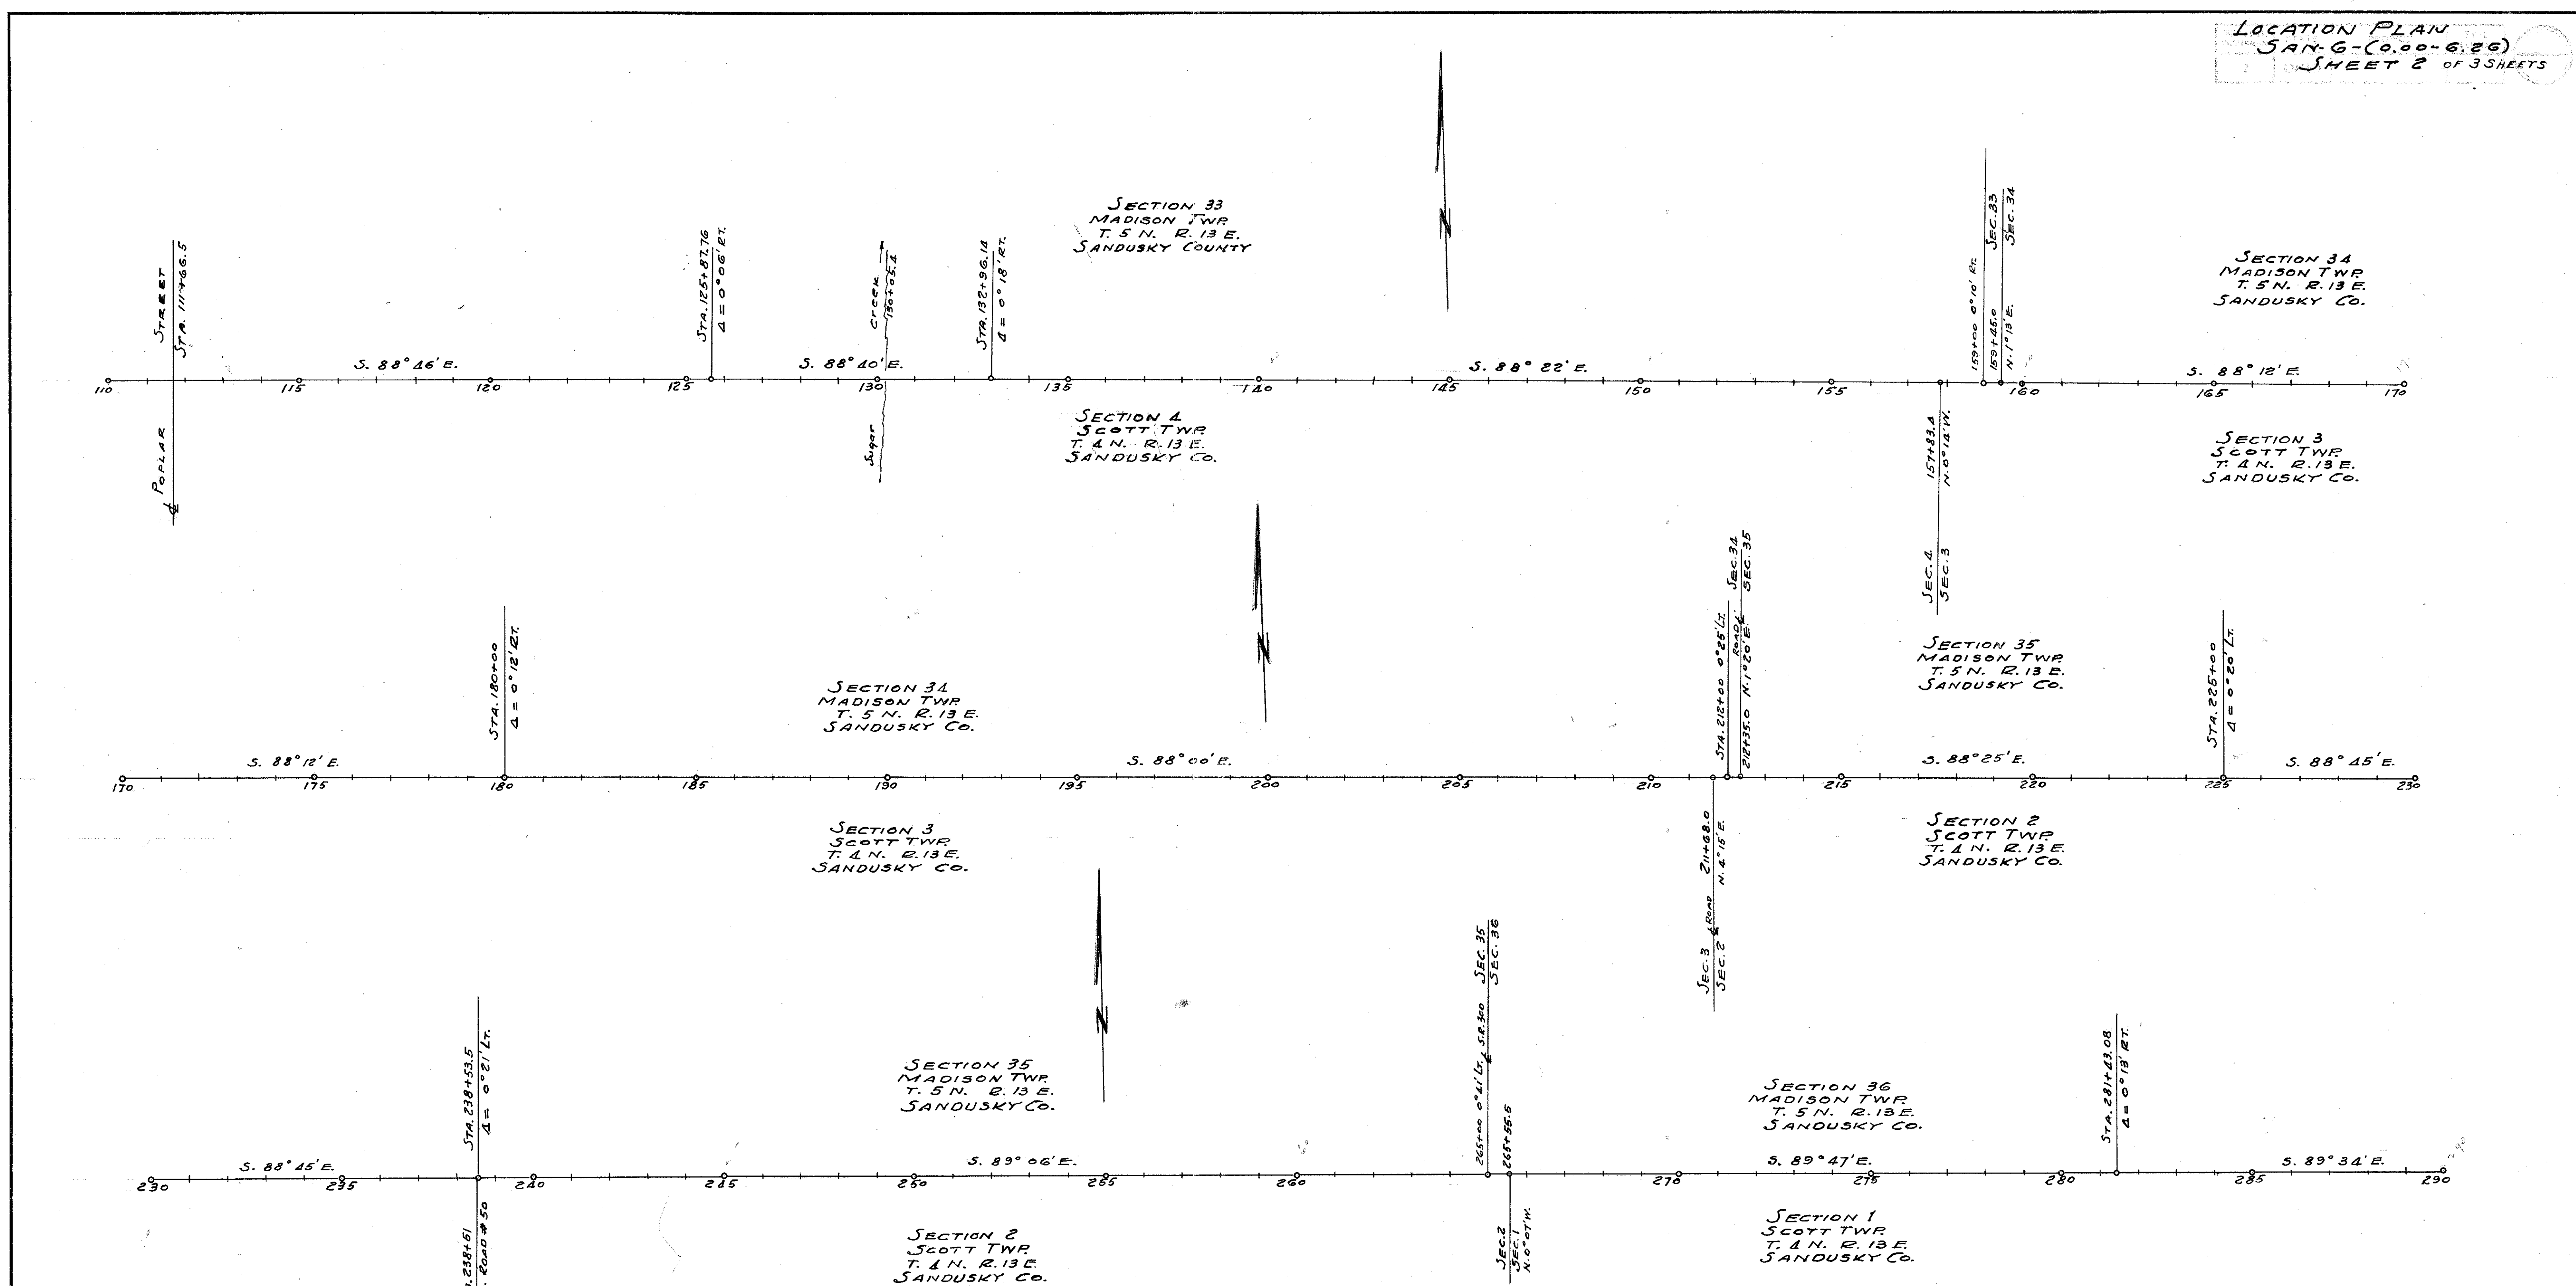 LOCATION PLAN
SAN-6-(0.00-6.26)
SHEET 2 OF 3 SHEETS
SECTION 33
MADISON TWP.
T. 5 N. R. 13 E.
SANDUSKY COUNTY
SECTION 34
MADISON TWP.
T. 5 N. R. 13 E.
SANDUSKY CO.
STREET
STA. 111+66.5
STA. 125+87.76
Δ = 0° 06' RT.
Creek
130+05.4
STA. 132+96.14
Δ = 0° 18' RT.
N
159+00 0°10' RT.
SEC. 33
159+45.0
SEC. 34
N. 1° 13' E.
S. 88° 46' E.
S. 88° 40' E.
S. 88° 22' E.
S. 88° 12' E.
110 115 120 125 130 135 140 145 150 155 160 165 170
POPLAR
℄
Sugar
SECTION 4
SCOTT TWP.
T. 4 N. R. 13 E.
SANDUSKY CO.
157+83.4
N. 0° 14' W.
SEC. 4
SEC. 3
SECTION 3
SCOTT TWP.
T. 4 N. R. 13 E.
SANDUSKY CO.
N
STA. 180+00
Δ = 0° 12' RT.
SECTION 34
MADISON TWP.
T. 5 N. R. 13 E.
SANDUSKY CO.
STA. 212+00 0°25' LT.
SEC. 34
ROAD ℄
SEC. 35
212+35.0 N. 1° 20' E.
SECTION 35
MADISON TWP.
T. 5 N. R. 13 E.
SANDUSKY CO.
STA. 225+00
Δ = 0° 20' LT.
S. 88° 12' E.
S. 88° 00' E.
S. 88° 25' E.
S. 88° 45' E.
170 175 180 185 190 195 200 205 210 215 220 225 230
SECTION 3
SCOTT TWP.
T. 4 N. R. 13 E.
SANDUSKY CO.
211+68.0
N. 4° 15' E.
℄ ROAD
SEC. 3
SEC. 2
SECTION 2
SCOTT TWP.
T. 4 N. R. 13 E.
SANDUSKY CO.
N
STA. 238+53.5
Δ = 0° 21' LT.
SECTION 35
MADISON TWP.
T. 5 N. R. 13 E.
SANDUSKY CO.
265+00 0°41' LT. ℄ S.R. 300
SEC. 35
SEC. 36
265+55.5
SECTION 36
MADISON TWP.
T. 5 N. R. 13 E.
SANDUSKY CO.
STA. 281+43.08
Δ = 0° 13' RT.
S. 88° 45' E.
S. 89° 06' E.
S. 89° 47' E.
S. 89° 34' E.
230 235 240 245 250 255 260 270 275 280 285 290
238+61
ROAD #50
SECTION 2
SCOTT TWP.
T. 4 N. R. 13 E.
SANDUSKY CO.
SEC. 2
SEC. 1
N. 0° 07' W.
SECTION 1
SCOTT TWP.
T. 4 N. R. 13 E.
SANDUSKY CO.